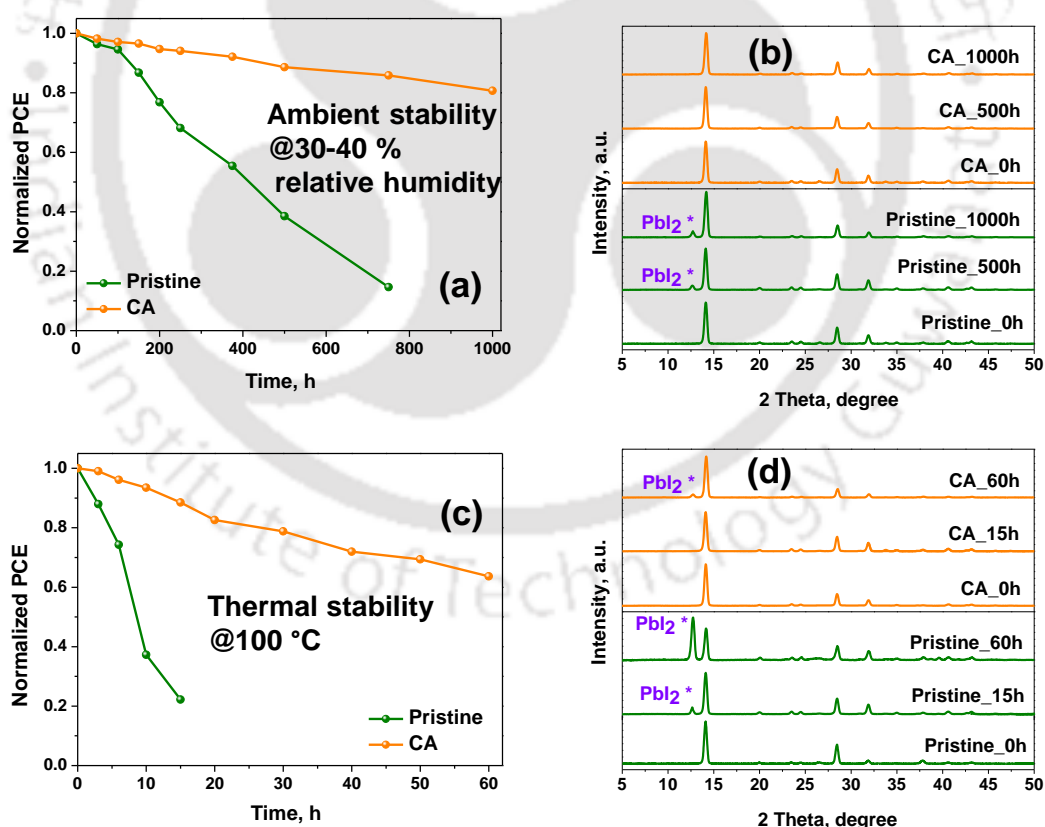 1.0
0.8
0.6
0.4
0.2
0.0
Normalized PCE
Ambient stability
@30-40 %
relative humidity
Pristine
CA
(a)
0 200 400 600 800 1000
Time, h
(b)
Intensity, a.u.
CA_1000h
CA_500h
CA_0h
PbI2 * Pristine_1000h
PbI2 * Pristine_500h
Pristine_0h
5 10 15 20 25 30 35 40 45 50
2 Theta, degree
1.0
0.8
0.6
0.4
0.2
0.0
Normalized PCE
(c)
Thermal stability
@100 °C
Pristine
CA
0 10 20 30 40 50 60
Time, h
(d)
Intensity, a.u.
PbI2 * CA_60h
CA_15h
CA_0h
PbI2 * Pristine_60h
PbI2 * Pristine_15h
Pristine_0h
5 10 15 20 25 30 35 40 45 50
2 Theta, degree
Institute of Technology Guwahati